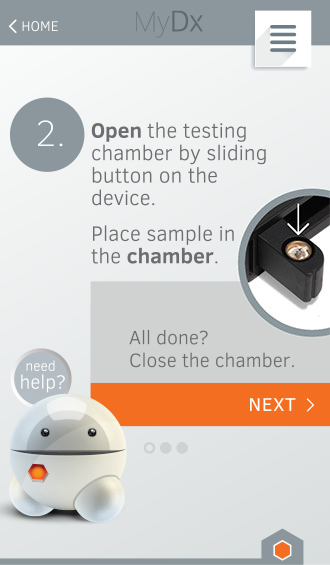 HOME
MyDx
2.
Open the testing
chamber by sliding
button on the
device.
Place sample in
the chamber.
All done?
Close the chamber.
need
help?
NEXT